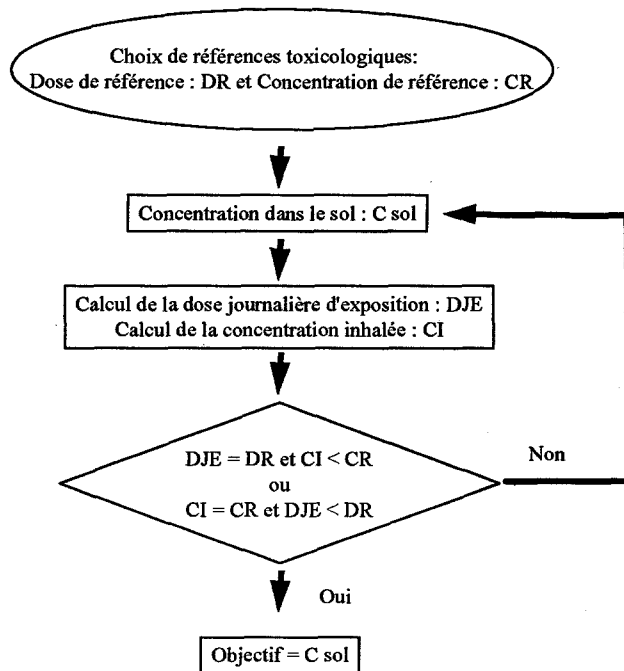 Choix de références toxicologiques:
Dose de référence : DR et Concentration de référence : CR
Concentration dans le sol : C sol
Calcul de la dose journalière d'exposition : DJE
Calcul de la concentration inhalée : CI
DJE = DR et CI < CR
ou
CI = CR et DJE < DR
Non
Oui
Objectif = C sol